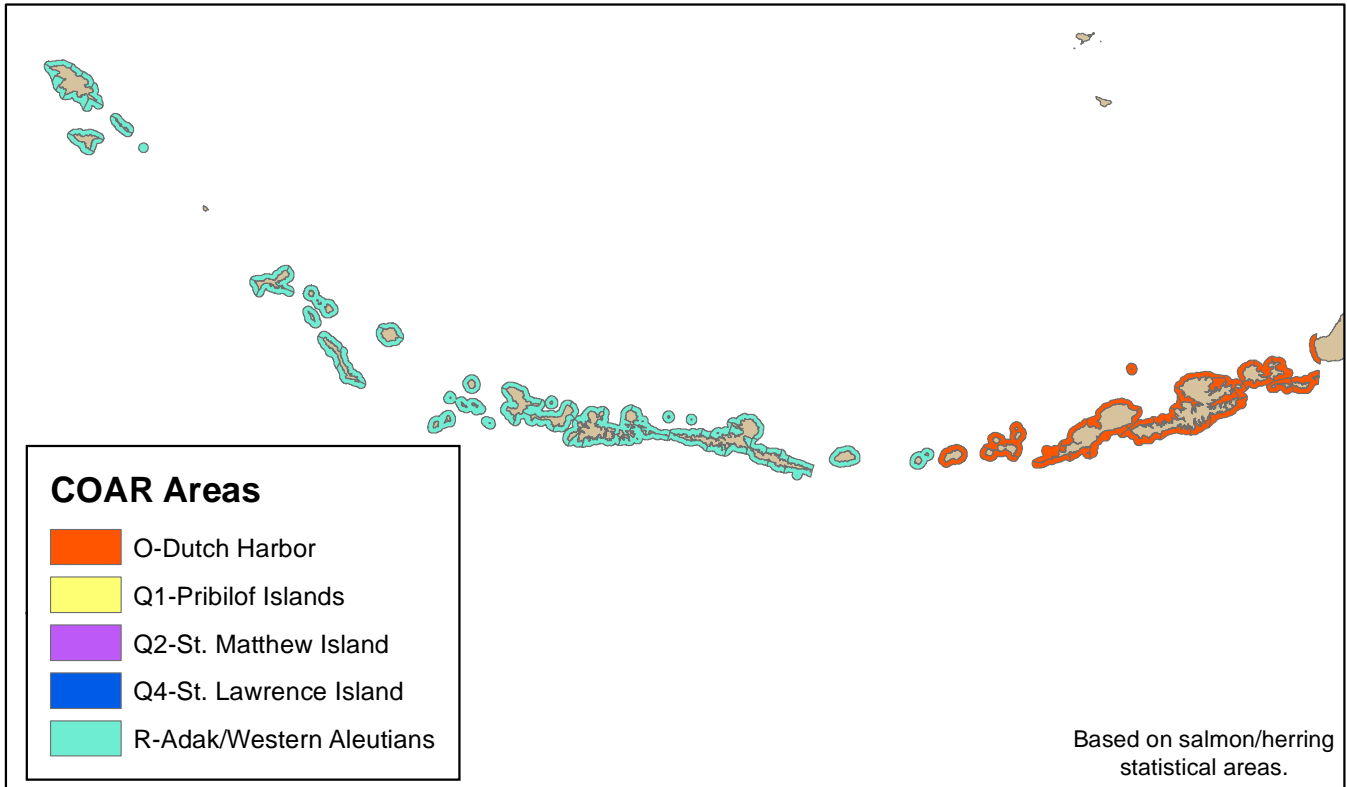 COAR Areas
O-Dutch Harbor
Q1-Pribilof Islands
Q2-St. Matthew Island
Q4-St. Lawrence Island
R-Adak/Western Aleutians
Based on salmon/herring
statistical areas.